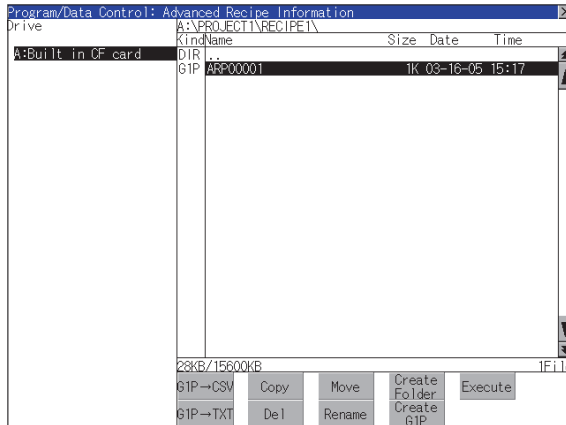 Program/Data Control: Advanced Recipe Information
Drive
A:\PROJECT1\RECIPE1\
Kind Name Size Date Time
A:Built in CF card
DIR ..
G1P ARP00001 1K 03-16-05 15:17
28KB/15600KB 1Fil
G1P→CSV Copy Move Create Folder Execute
G1P→TXT Del Rename Create G1P